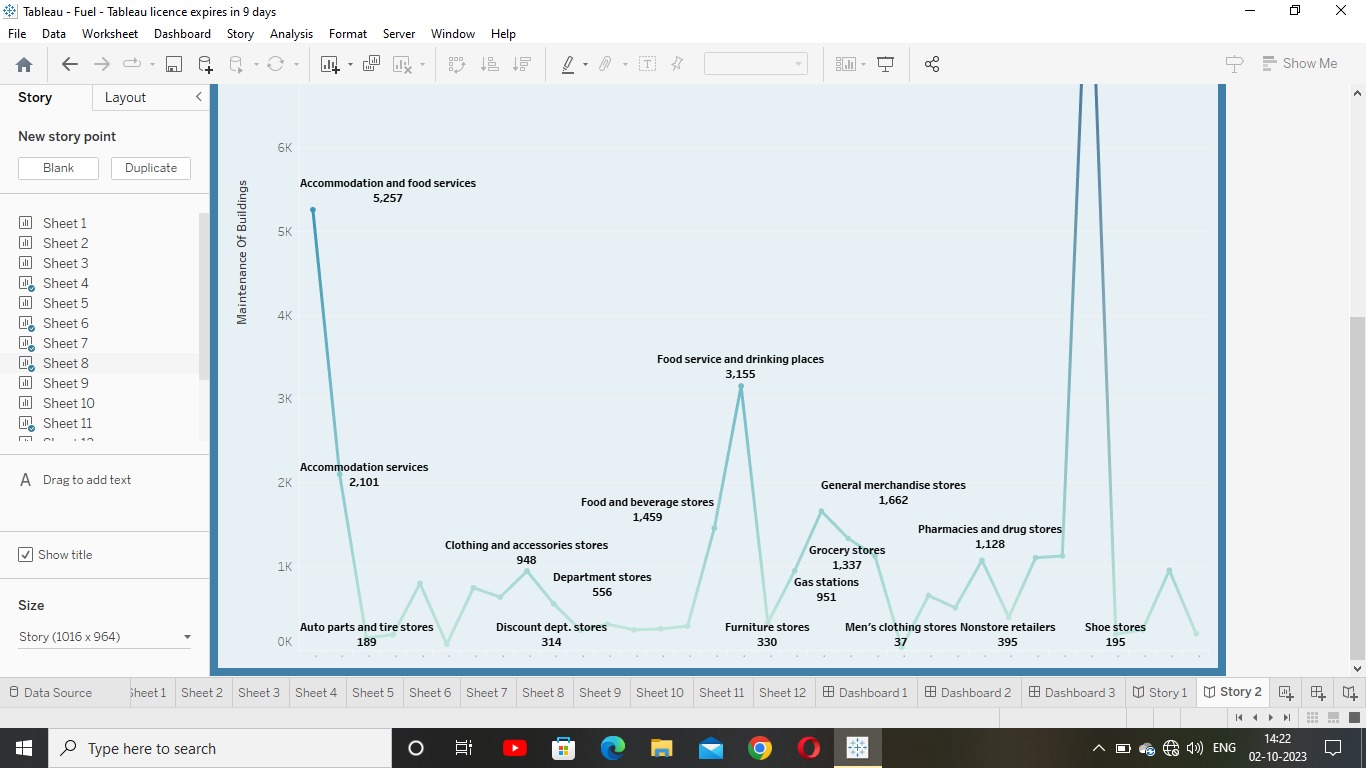 Tableau - Fuel - Tableau licence expires in 9 days
File Data Worksheet Dashboard Story Analysis Format Server Window Help
Show Me
Story Layout
New story point
Blank Duplicate
Sheet 1
Sheet 2
Sheet 3
Sheet 4
Sheet 5
Sheet 6
Sheet 7
Sheet 8
Sheet 9
Sheet 10
Sheet 11
A Drag to add text
Show title
Size
Story (1016 x 964)
Maintenance Of Buildings
6K
5K
4K
3K
2K
1K
0K
Accommodation and food services
5,257
Food service and drinking places
3,155
Accommodation services
2,101
General merchandise stores
1,662
Food and beverage stores
1,459
Pharmacies and drug stores
1,128
Clothing and accessories stores
948
Grocery stores
1,337
Department stores
556
Gas stations
951
Auto parts and tire stores
189
Discount dept. stores
314
Furniture stores
330
Men's clothing stores
37
Nonstore retailers
395
Shoe stores
195
Data Source Sheet 1 Sheet 2 Sheet 3 Sheet 4 Sheet 5 Sheet 6 Sheet 7 Sheet 8 Sheet 9 Sheet 10 Sheet 11 Sheet 12 Dashboard 1 Dashboard 2 Dashboard 3 Story 1 Story 2
Type here to search
ENG
14:22
02-10-2023